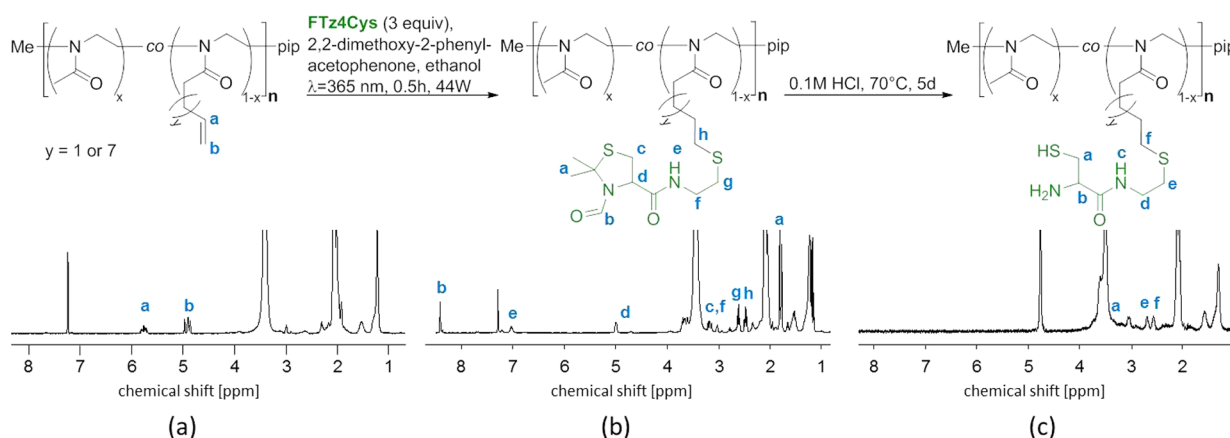 Me N O x co N O 1-x n pip
y
a
b
y = 1 or 7
FTz4Cys (3 equiv),
2,2-dimethoxy-2-phenyl-
acetophenone, ethanol
λ=365 nm, 0.5h, 44W
Me N O x co N O 1-x n pip
y
h
S c e H N S
a d g
N O f
O b
0.1M HCl, 70°C, 5d
Me N O x co N O 1-x n pip
y
f
HS a c H N S
H2N b e
O d
a b
8 7 6 5 4 3 2 1
chemical shift [ppm]
(a)
b e d c,f g h a
8 7 6 5 4 3 2 1
chemical shift [ppm]
(b)
a e f
8 7 6 5 4 3 2
chemical shift [ppm]
(c)